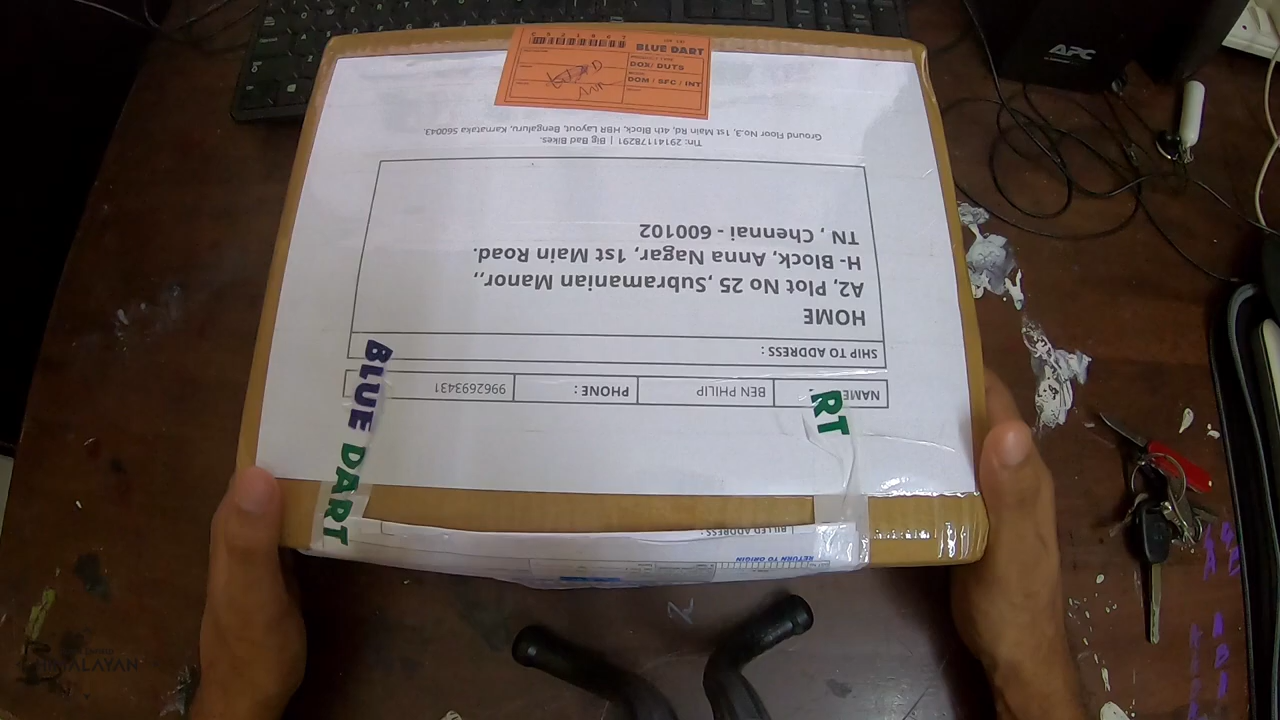 BLUE DART
DOX/ DUTS
DOM / SFC / INT
APC
NAME :
BEN PHILIP
PHONE :
9962693431
SHIP TO ADDRESS :
HOME
A2, Plot No 25 ,Subramanian Manor,,
H- Block, Anna Nagar, 1st Main Road.
TN , Chennai - 600102
Tin: 29141178291 | Big Bad Bikes.
Ground Floor No.3, 1st Main Rd, 4th Block, HBR Layout, Bengaluru, Karnataka 560043.
BLUE DART
RT
BILLED ADDRESS :
RETURN TO ORIGIN
HIMALAYAN